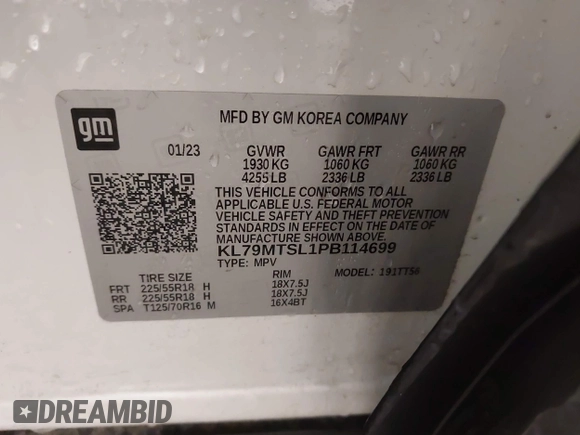 gm
MFD BY GM KOREA COMPANY
01/23 GVWR GAWR FRT GAWR RR
1930 KG 1060 KG 1060 KG
4255 LB 2336 LB 2336 LB
THIS VEHICLE CONFORMS TO ALL
APPLICABLE U.S. FEDERAL MOTOR
VEHICLE SAFETY AND THEFT PREVENTION
STANDARDS IN EFFECT ON THE DATE OF
MANUFACTURE SHOWN ABOVE.
KL79MTSL1PB114699
TYPE: MPV MODEL: 191TT56
TIRE SIZE RIM
FRT 225/55R18 H 18X7.5J
RR 225/55R18 H 18X7.5J
SPA T125/70R16 M 16X4BT
DREAMBID